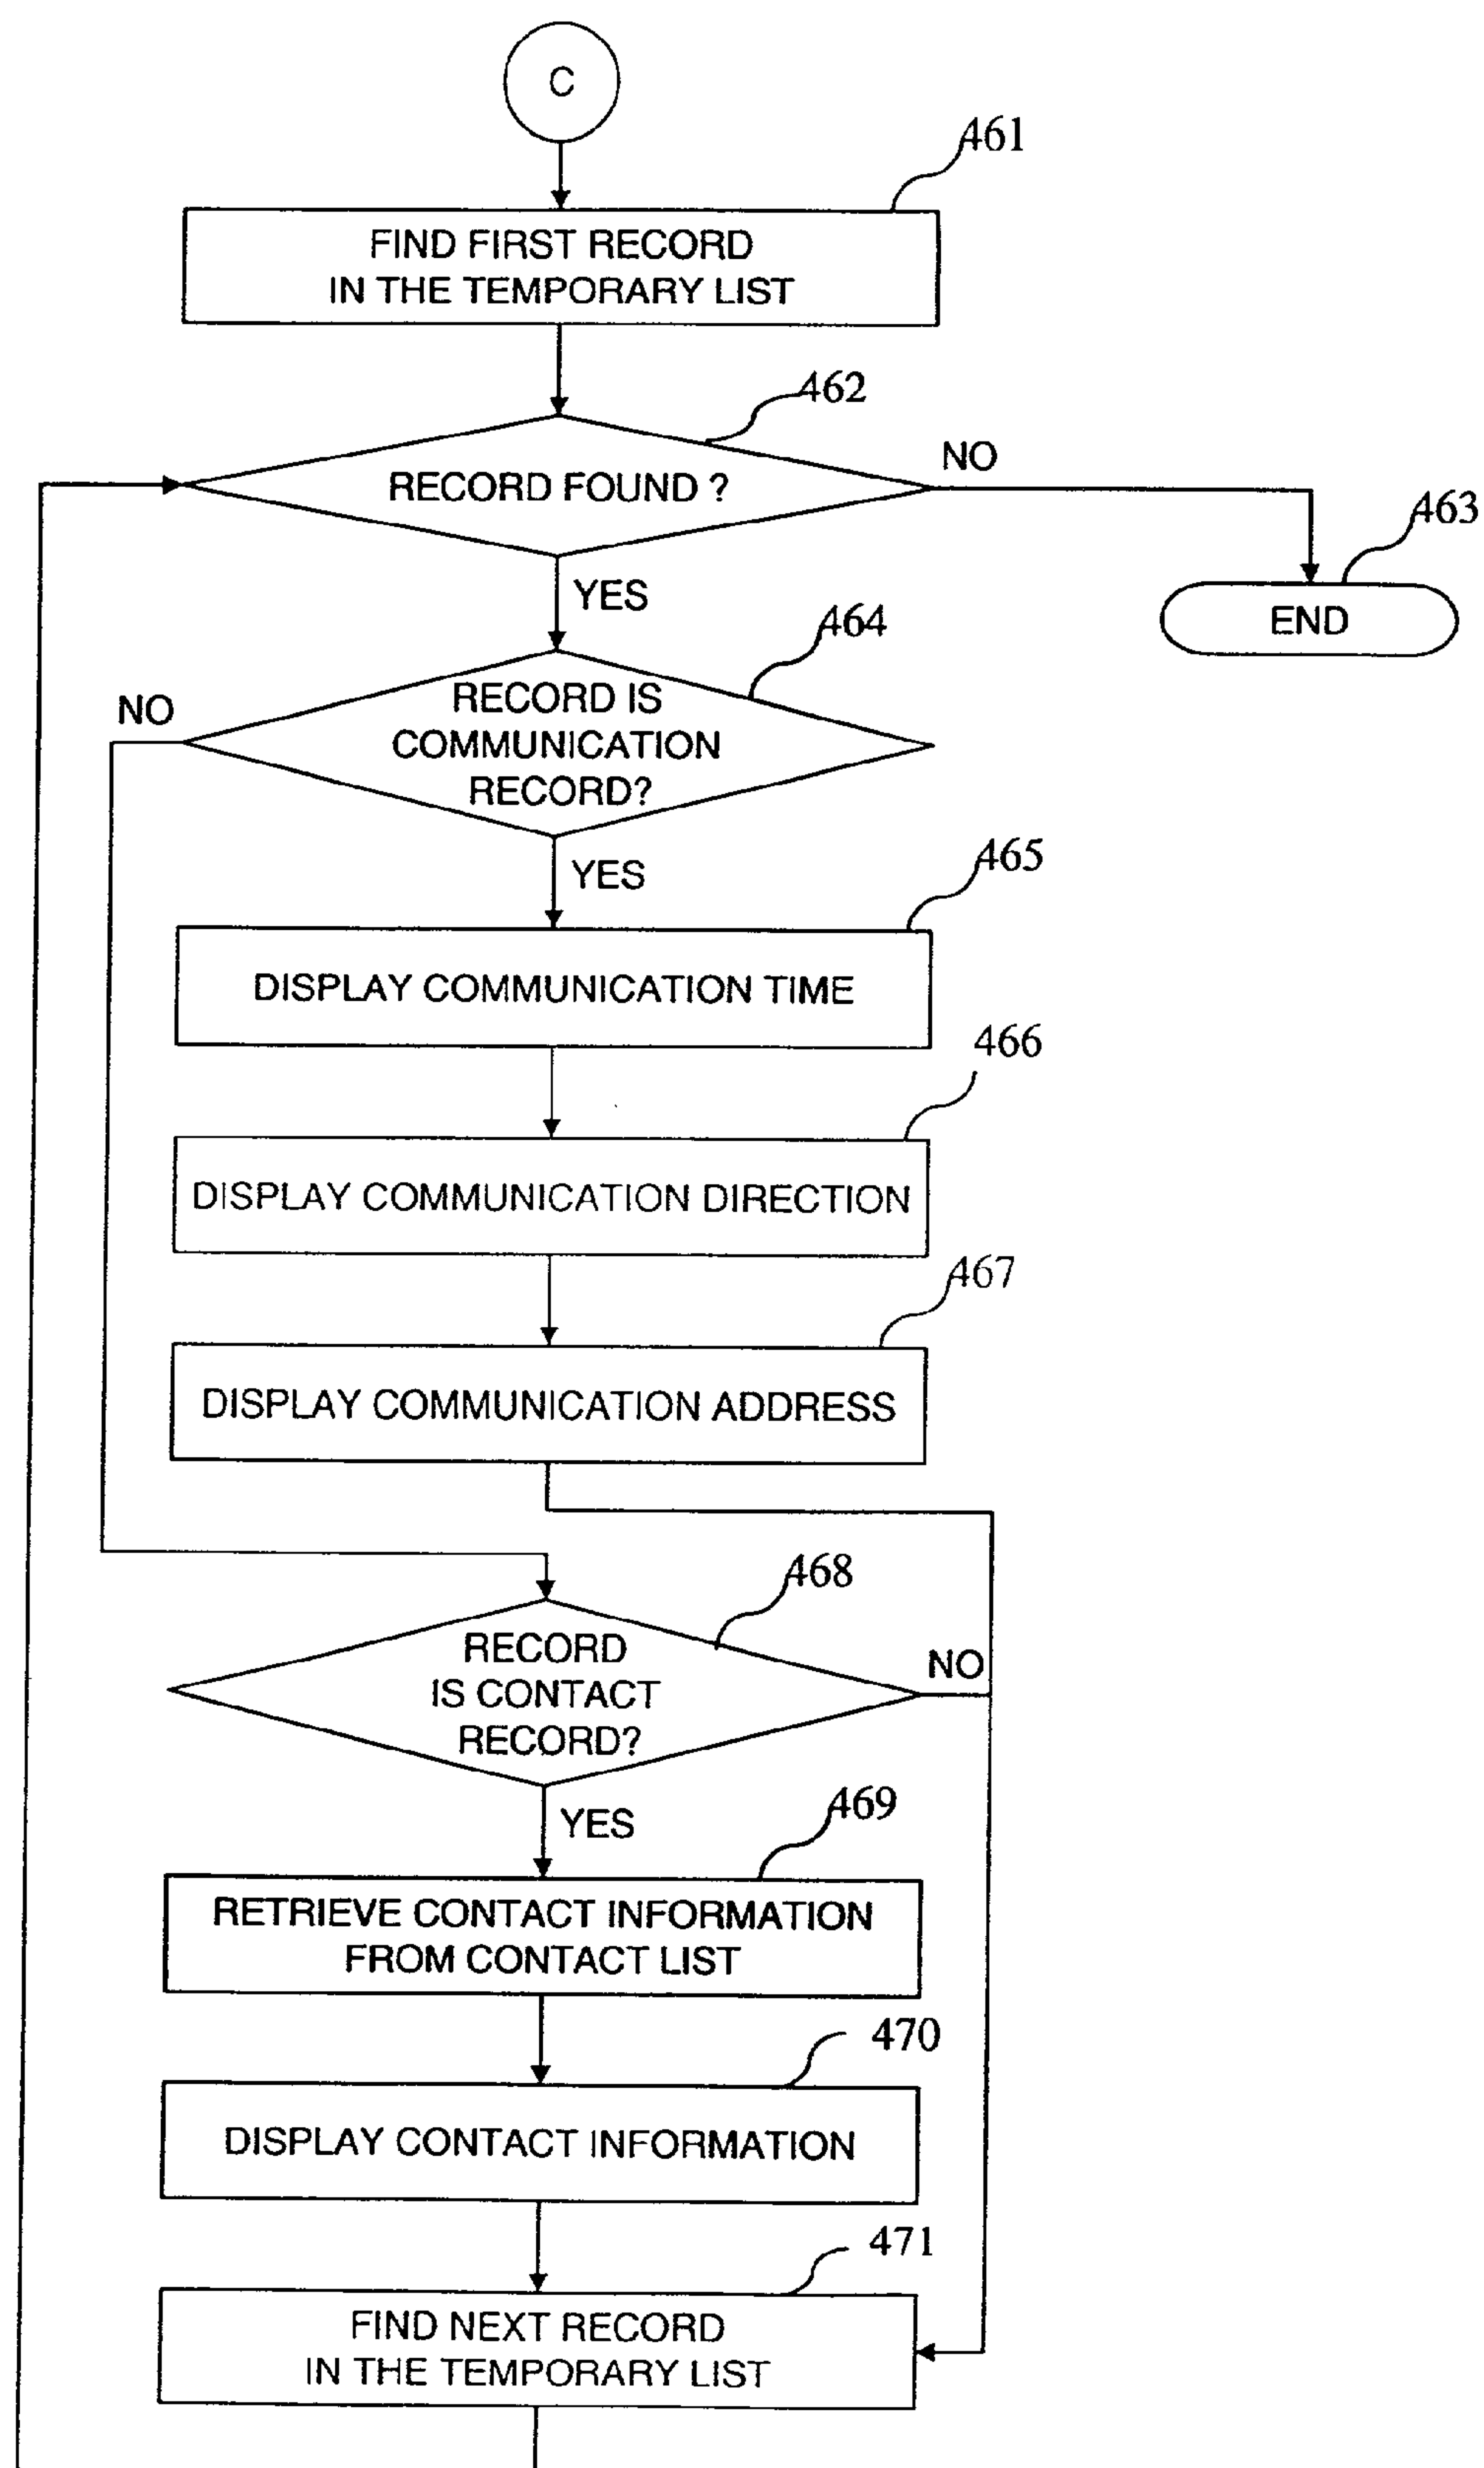 C
461
FIND FIRST RECORD
IN THE TEMPORARY LIST
462
RECORD FOUND ?
NO
463
END
YES
464
NO
RECORD IS
COMMUNICATION
RECORD?
YES
465
DISPLAY COMMUNICATION TIME
466
DISPLAY COMMUNICATION DIRECTION
467
DISPLAY COMMUNICATION ADDRESS
468
RECORD
IS CONTACT
RECORD?
NO
YES
469
RETRIEVE CONTACT INFORMATION
FROM CONTACT LIST
470
DISPLAY CONTACT INFORMATION
471
FIND NEXT RECORD
IN THE TEMPORARY LIST